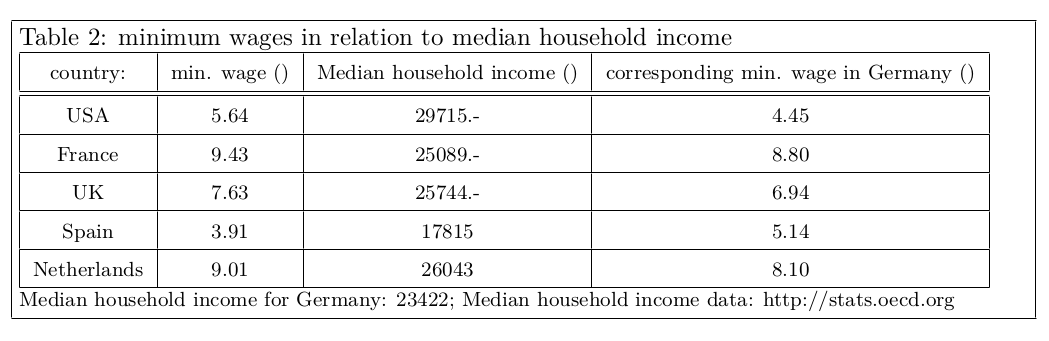 Table 2: minimum wages in relation to median household income
country: min. wage () Median household income () corresponding min. wage in Germany ()
USA 5.64 29715.- 4.45
France 9.43 25089.- 8.80
UK 7.63 25744.- 6.94
Spain 3.91 17815 5.14
Netherlands 9.01 26043 8.10
Median household income for Germany: 23422; Median household income data: http://stats.oecd.org